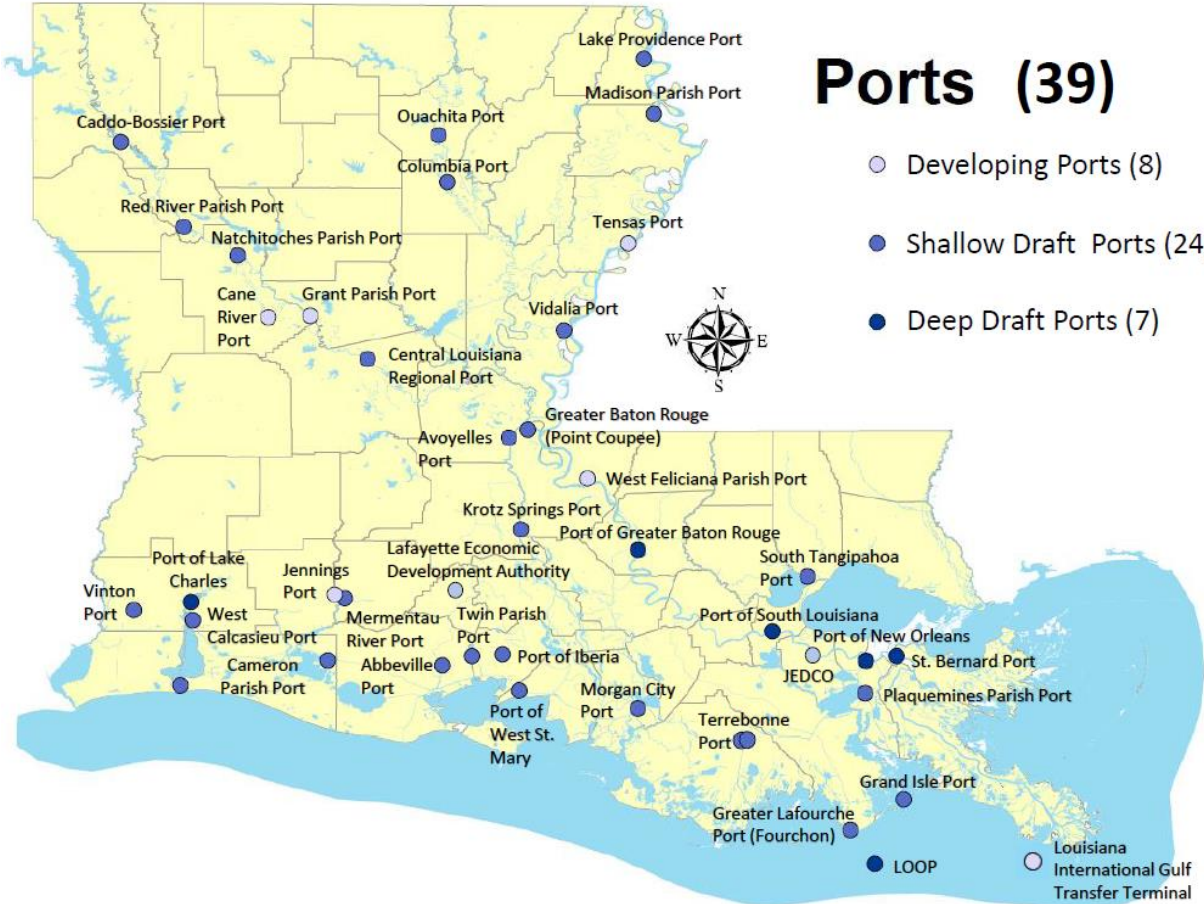 Ports (39)
Developing Ports (8)
Shallow Draft Ports (24
Deep Draft Ports (7)
N
W
E
S
Lake Providence Port
Madison Parish Port
Ouachita Port
Caddo-Bossier Port
Columbia Port
Red River Parish Port
Tensas Port
Natchitoches Parish Port
Cane
River
Port
Grant Parish Port
Vidalia Port
Central Louisiana
Regional Port
Greater Baton Rouge
(Point Coupee)
Avoyelles
Port
West Feliciana Parish Port
Krotz Springs Port
Port of Greater Baton Rouge
Lafayette Economic
Development Authority
Port of Lake
Charles
Jennings
Port
South Tangipahoa
Port
Vinton
Port
West
Calcasieu Port
Mermentau
River Port
Twin Parish
Port
Port of South Louisiana
Port of New Orleans
Cameron
Parish Port
Abbeville
Port
Port of Iberia
St. Bernard Port
JEDCO
Morgan City
Port
Plaquemines Parish Port
Port of
West St.
Mary
Terrebonne
Port
Grand Isle Port
Greater Lafourche
Port (Fourchon)
LOOP
Louisiana
International Gulf
Transfer Terminal